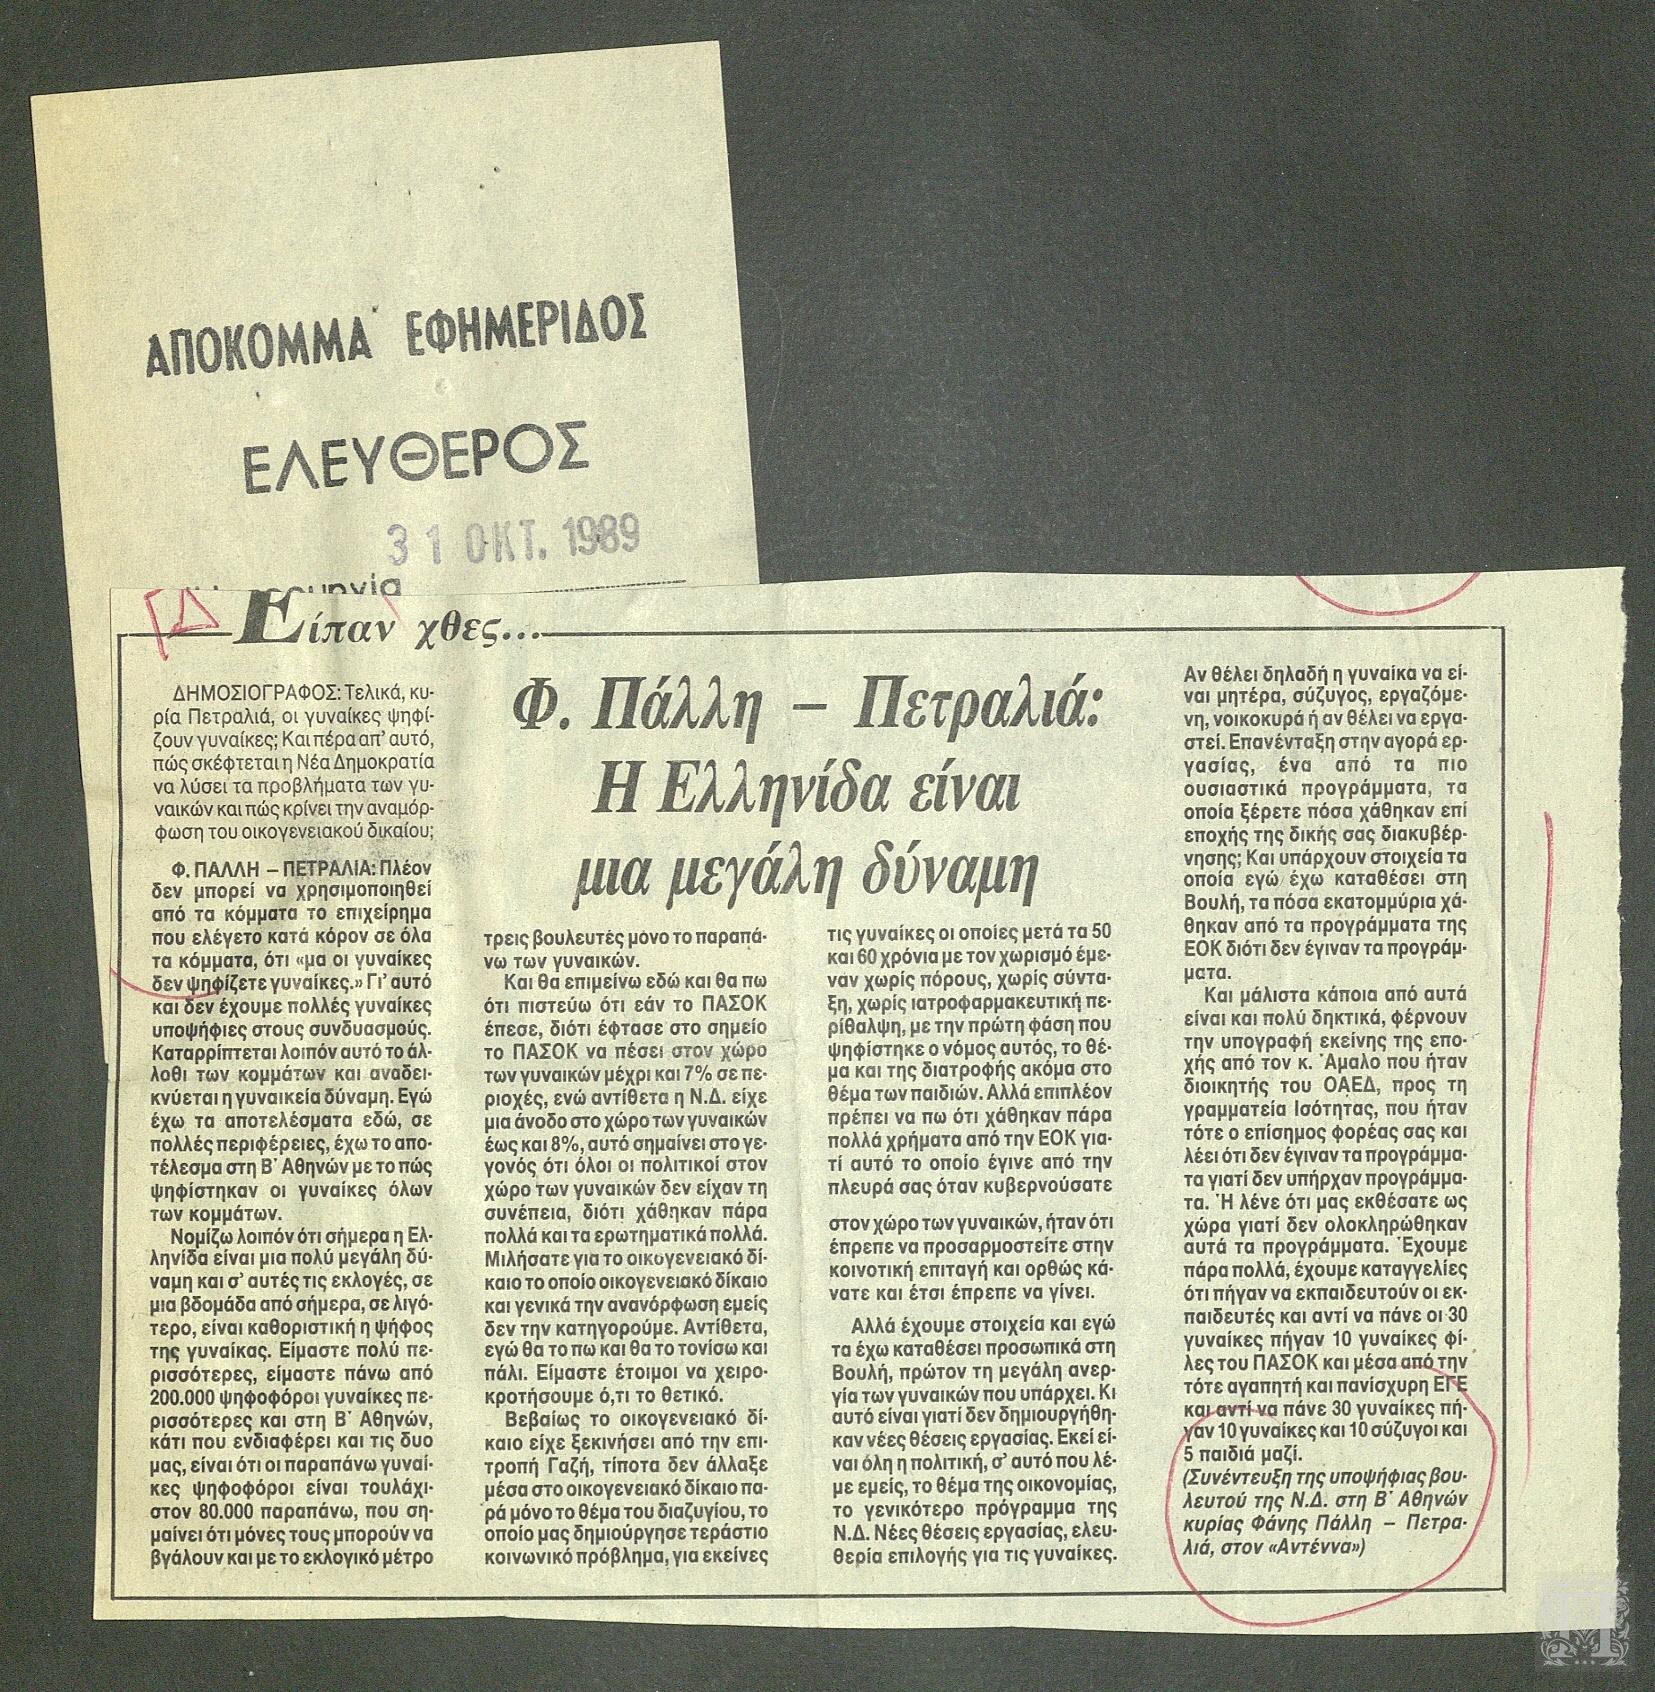 ΑΠΟΚΟΜΜΑ ΕΦΗΜΕΡΙΔΟΣ
ΕΛΕΥΘΕΡΟΣ
31 ΟΚΤ. 1989
Είπαν χθες...
Φ. Πάλλη – Πετραλιά:
Η Ελληνίδα είναι
μια μεγάλη δύναμη
ΔΗΜΟΣΙΟΓΡΑΦΟΣ: Τελικά, κυ-
ρία Πετραλιά, οι γυναίκες ψηφί-
ζουν γυναίκες; Και πέρα απ' αυτό,
πώς σκέφτεται η Νέα Δημοκρατία
να λύσει τα προβλήματα των γυ-
ναικών και πώς κρίνει την αναμόρ-
φωση του οικογενειακού δικαίου;
Φ. ΠΑΛΛΗ – ΠΕΤΡΑΛΙΑ: Πλέον
δεν μπορεί να χρησιμοποιηθεί
από τα κόμματα το επιχείρημα
που ελέγετο κατά κόρον σε όλα
τα κόμματα, ότι «μα οι γυναίκες
δεν ψηφίζετε γυναίκες.» Γι' αυτό
και δεν έχουμε πολλές γυναίκες
υποψήφιες στους συνδυασμούς.
Καταρρίπτεται λοιπόν αυτό το άλ-
λοθι των κομμάτων και αναδει-
κνύεται η γυναικεία δύναμη. Εγώ
έχω τα αποτελέσματα εδώ, σε
πολλές περιφέρειες, έχω το απο-
τέλεσμα στη Β' Αθηνών με το πώς
ψηφίστηκαν οι γυναίκες όλων
των κομμάτων.
Νομίζω λοιπόν ότι σήμερα η Ελ-
ληνίδα είναι μια πολύ μεγάλη δύ-
ναμη και σ' αυτές τις εκλογές, σε
μια βδομάδα από σήμερα, σε λιγό-
τερο, είναι καθοριστική η ψήφος
της γυναίκας. Είμαστε πολύ πε-
ρισσότερες, είμαστε πάνω από
200.000 ψηφοφόροι γυναίκες πε-
ρισσότερες και στη Β' Αθηνών,
κάτι που ενδιαφέρει και τις δυο
μας, είναι ότι οι παραπάνω γυναί-
κες ψηφοφόροι είναι τουλάχι-
στον 80.000 παραπάνω, που ση-
μαίνει ότι μόνες τους μπορούν να
βγάλουν και με το εκλογικό μέτρο
τρεις βουλευτές μόνο το παραπά-
νω των γυναικών.
Και θα επιμείνω εδώ και θα πω
ότι πιστεύω ότι εάν το ΠΑΣΟΚ
έπεσε, διότι έφτασε στο σημείο
το ΠΑΣΟΚ να πέσει στον χώρο
των γυναικών μέχρι και 7% σε πε-
ριοχές, ενώ αντίθετα η Ν.Δ. είχε
μια άνοδο στο χώρο των γυναικών
έως και 8%, αυτό σημαίνει στο γε-
γονός ότι όλοι οι πολιτικοί στον
χώρο των γυναικών δεν είχαν τη
συνέπεια, διότι χάθηκαν πάρα
πολλά και τα ερωτηματικά πολλά.
Μιλήσατε για το οικογενειακό δί-
καιο το οποίο οικογενειακό δίκαιο
και γενικά την ανανόρφωση εμείς
δεν την κατηγορούμε. Αντίθετα,
εγώ θα το πω και θα το τονίσω και
πάλι. Είμαστε έτοιμοι να χειρο-
κροτήσουμε ό,τι το θετικό.
Βεβαίως το οικογενειακό δί-
καιο είχε ξεκινήσει από την επι-
τροπή Γαζή, τίποτα δεν άλλαξε
μέσα στο οικογενειακό δίκαιο πα-
ρά μόνο το θέμα του διαζυγίου, το
οποίο μας δημιούργησε τεράστιο
κοινωνικό πρόβλημα, για εκείνες
τις γυναίκες οι οποίες μετά τα 50
και 60 χρόνια με τον χωρισμό έμε-
ναν χωρίς πόρους, χωρίς σύντα-
ξη, χωρίς ιατροφαρμακευτική πε-
ρίθαλψη, με την πρώτη φάση που
ψηφίστηκε ο νόμος αυτός, το θέ-
μα και της διατροφής ακόμα στο
θέμα των παιδιών. Αλλά επιπλέον
πρέπει να πω ότι χάθηκαν πάρα
πολλά χρήματα από την ΕΟΚ για-
τί αυτό το οποίο έγινε από την
πλευρά σας όταν κυβερνούσατε
στον χώρο των γυναικών, ήταν ότι
έπρεπε να προσαρμοστείτε στην
κοινοτική επιταγή και ορθώς κά-
νατε και έτσι έπρεπε να γίνει.
Αλλά έχουμε στοιχεία και εγώ
τα έχω καταθέσει προσωπικά στη
Βουλή, πρώτον τη μεγάλη ανερ-
γία των γυναικών που υπάρχει. Κι
αυτό είναι γιατί δεν δημιουργήθη-
καν νέες θέσεις εργασίας. Εκεί εί-
ναι όλη η πολιτική, σ' αυτό που λέ-
με εμείς, το θέμα της οικονομίας,
το γενικότερο πρόγραμμα της
Ν.Δ. Νέες θέσεις εργασίας, ελευ-
θερία επιλογής για τις γυναίκες.
Αν θέλει δηλαδή η γυναίκα να εί-
ναι μητέρα, σύζυγος, εργαζόμε-
νη, νοικοκυρά ή αν θέλει να εργα-
στεί. Επανένταξη στην αγορά ερ-
γασίας, ένα από τα πιο
ουσιαστικά προγράμματα, τα
οποία ξέρετε πόσα χάθηκαν επί
εποχής της δικής σας διακυβέρ-
νησης; Και υπάρχουν στοιχεία τα
οποία εγώ έχω καταθέσει στη
Βουλή, τα πόσα εκατομμύρια χά-
θηκαν από τα προγράμματα της
ΕΟΚ διότι δεν έγιναν τα προγράμ-
ματα.
Και μάλιστα κάποια από αυτά
είναι και πολύ δηκτικά, φέρνουν
την υπογραφή εκείνης της επο-
χής από τον κ. Άμαλο που ήταν
διοικητής του ΟΑΕΔ, προς τη
γραμματεία Ισότητας, που ήταν
τότε ο επίσημος φορέας σας και
λέει ότι δεν έγιναν τα προγράμμα-
τα γιατί δεν υπήρχαν προγράμμα-
τα. Ή λένε ότι μας εκθέσατε ως
χώρα γιατί δεν ολοκληρώθηκαν
αυτά τα προγράμματα. Έχουμε
πάρα πολλά, έχουμε καταγγελίες
ότι πήγαν να εκπαιδευτούν οι εκ-
παιδευτές και αντί να πάνε οι 30
γυναίκες πήγαν 10 γυναίκες φί-
λες του ΠΑΣΟΚ και μέσα από την
τότε αγαπητή και πανίσχυρη ΕΓΕ
και αντί να πάνε 30 γυναίκες πή-
γαν 10 γυναίκες και 10 σύζυγοι και
5 παιδιά μαζί.
(Συνέντευξη της υποψήφιας βου-
λευτού της Ν.Δ. στη Β' Αθηνών
κυρίας Φάνης Πάλλη – Πετρα-
λιά, στον «Αντέννα»)